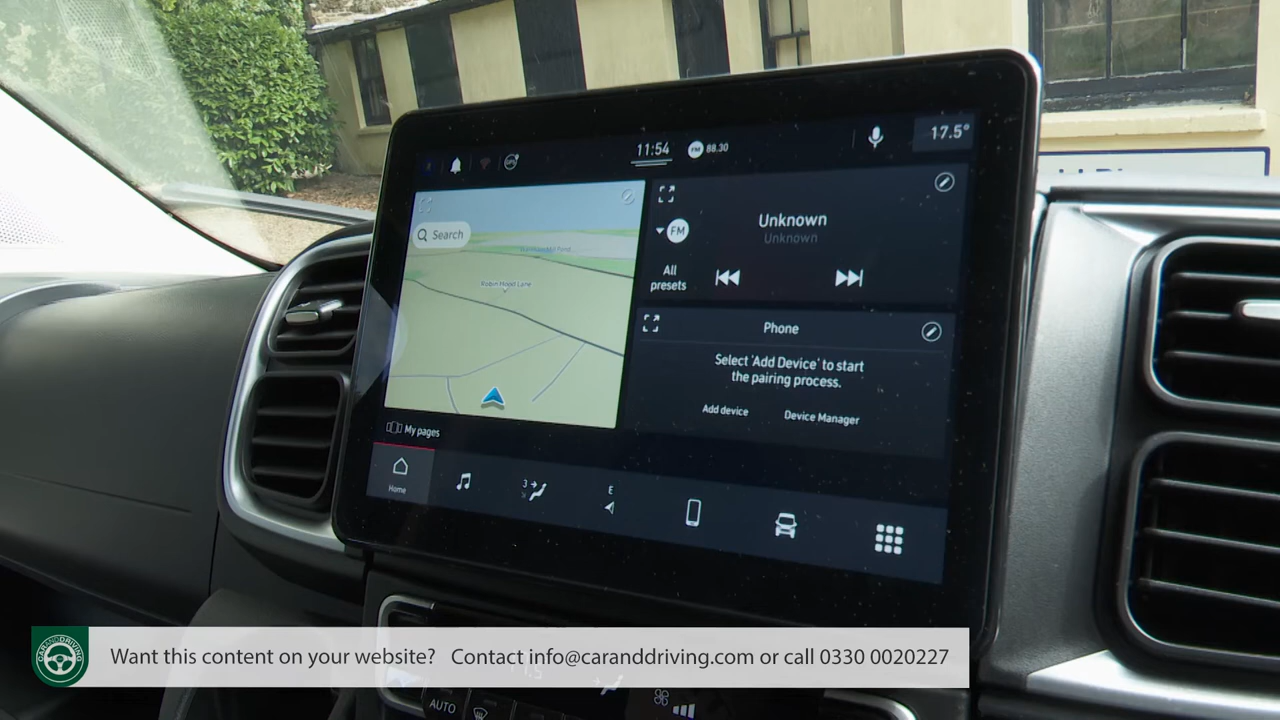 11:54
FM 88.30
17.5°
Search
Robin Hood Lane
FM
Unknown
Unknown
All
presets
Phone
Select 'Add Device' to start
the pairing process.
Add device
Device Manager
My pages
Home
3
E
CARANDDRIVING
Want this content on your website? Contact info@caranddriving.com or call 0330 0020227
AUTO